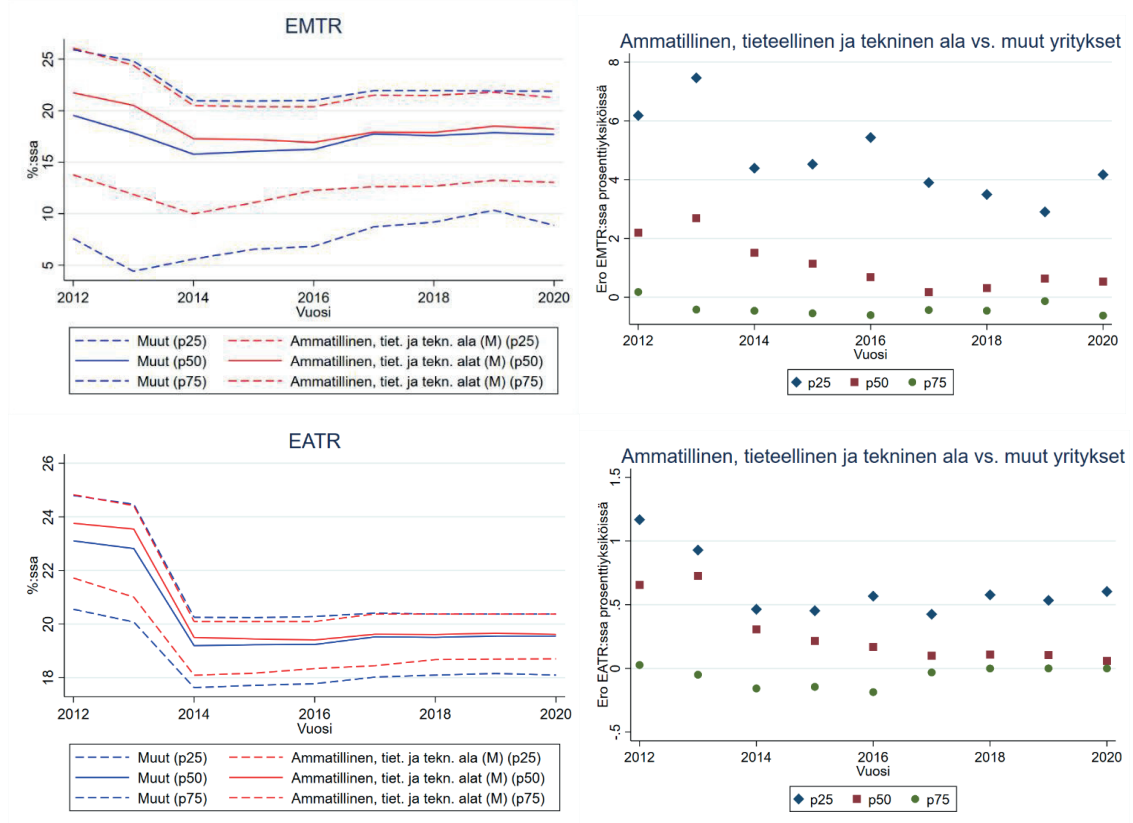 EMTR
%:ssa
25
20
15
10
5
2012 2014 2016 2018 2020
Vuosi
Muut (p25) Ammatillinen, tiet. ja tekn. ala (M) (p25)
Muut (p50) Ammatillinen, tiet. ja tekn. alat (M) (p50)
Muut (p75) Ammatillinen, tiet. ja tekn. alat (M) (p75)
Ammatillinen, tieteellinen ja tekninen ala vs. muut yritykset
Ero EMTR:ssa prosenttiyksiköissä
8
6
4
2
0
2012 2014 2016 2018 2020
Vuosi
p25 p50 p75
EATR
%:ssa
26
24
22
20
18
2012 2014 2016 2018 2020
Vuosi
Muut (p25) Ammatillinen, tiet. ja tekn. ala (M) (p25)
Muut (p50) Ammatillinen, tiet. ja tekn. alat (M) (p50)
Muut (p75) Ammatillinen, tiet. ja tekn. alat (M) (p75)
Ammatillinen, tieteellinen ja tekninen ala vs. muut yritykset
Ero EATR:ssa prosenttiyksiköissä
1.5
1
.5
0
-.5
2012 2014 2016 2018 2020
Vuosi
p25 p50 p75